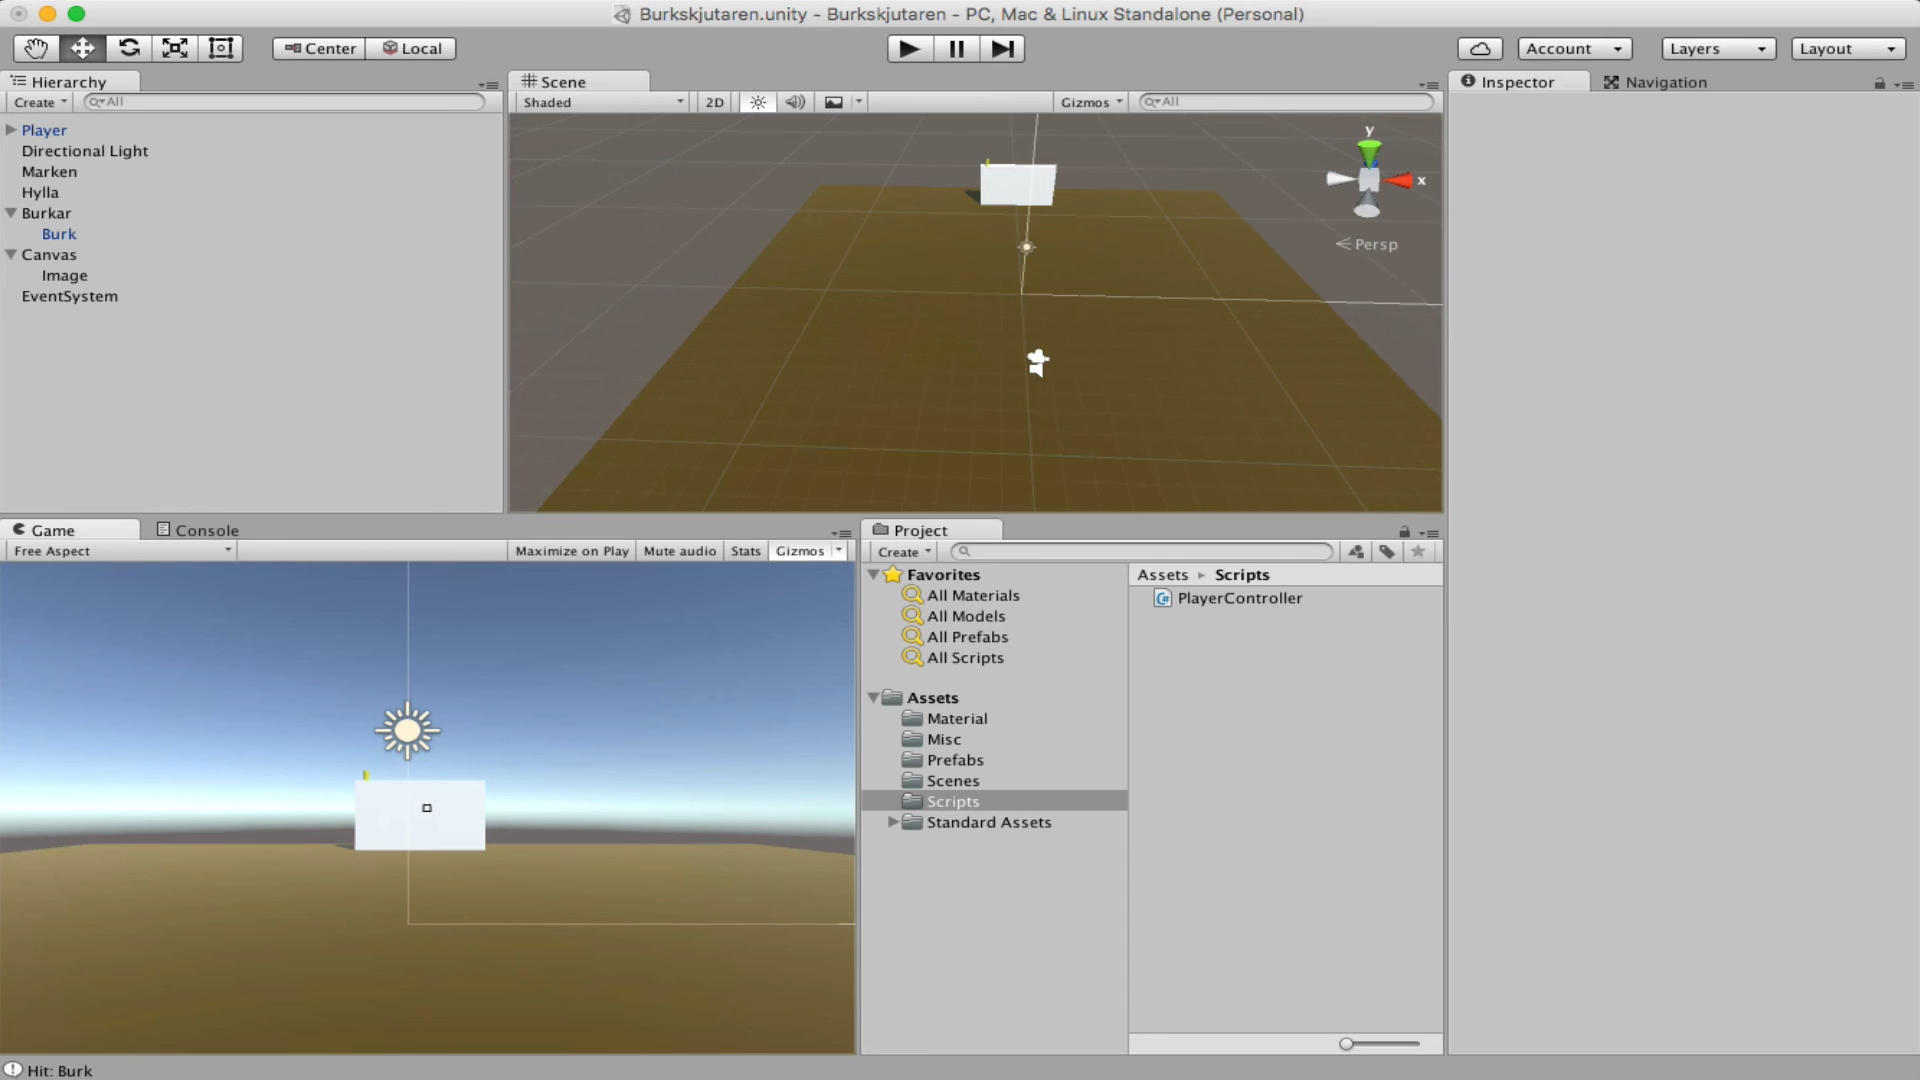 Burkskjutaren.unity - Burkskjutaren - PC, Mac & Linux Standalone (Personal)
Center Local Account Layers Layout
Hierarchy
Create All
Player
Directional Light
Marken
Hylla
Burkar
Burk
Canvas
Image
EventSystem
Scene
Shaded 2D Gizmos All
y
x
Persp
Inspector Navigation
Game Console
Free Aspect Maximize on Play Mute audio Stats Gizmos
Project
Create
Favorites
All Materials
All Models
All Prefabs
All Scripts
Assets
Material
Misc
Prefabs
Scenes
Scripts
Standard Assets
Assets Scripts
PlayerController
Hit: Burk